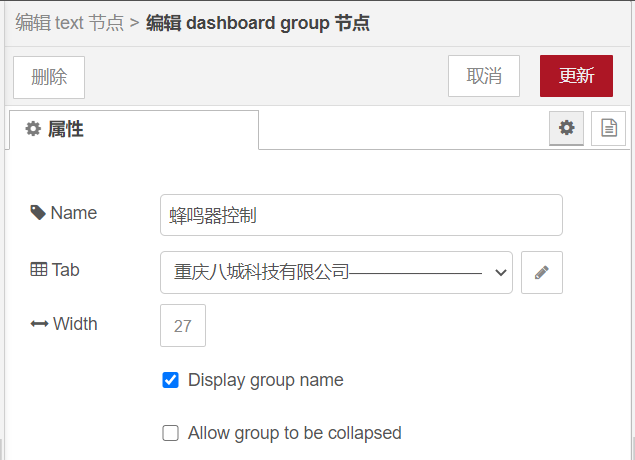 编辑 text 节点 > 编辑 dashboard group 节点
删除 取消 更新
属性
Name 蜂鸣器控制
Tab 重庆八城科技有限公司————————
Width 27
Display group name
Allow group to be collapsed